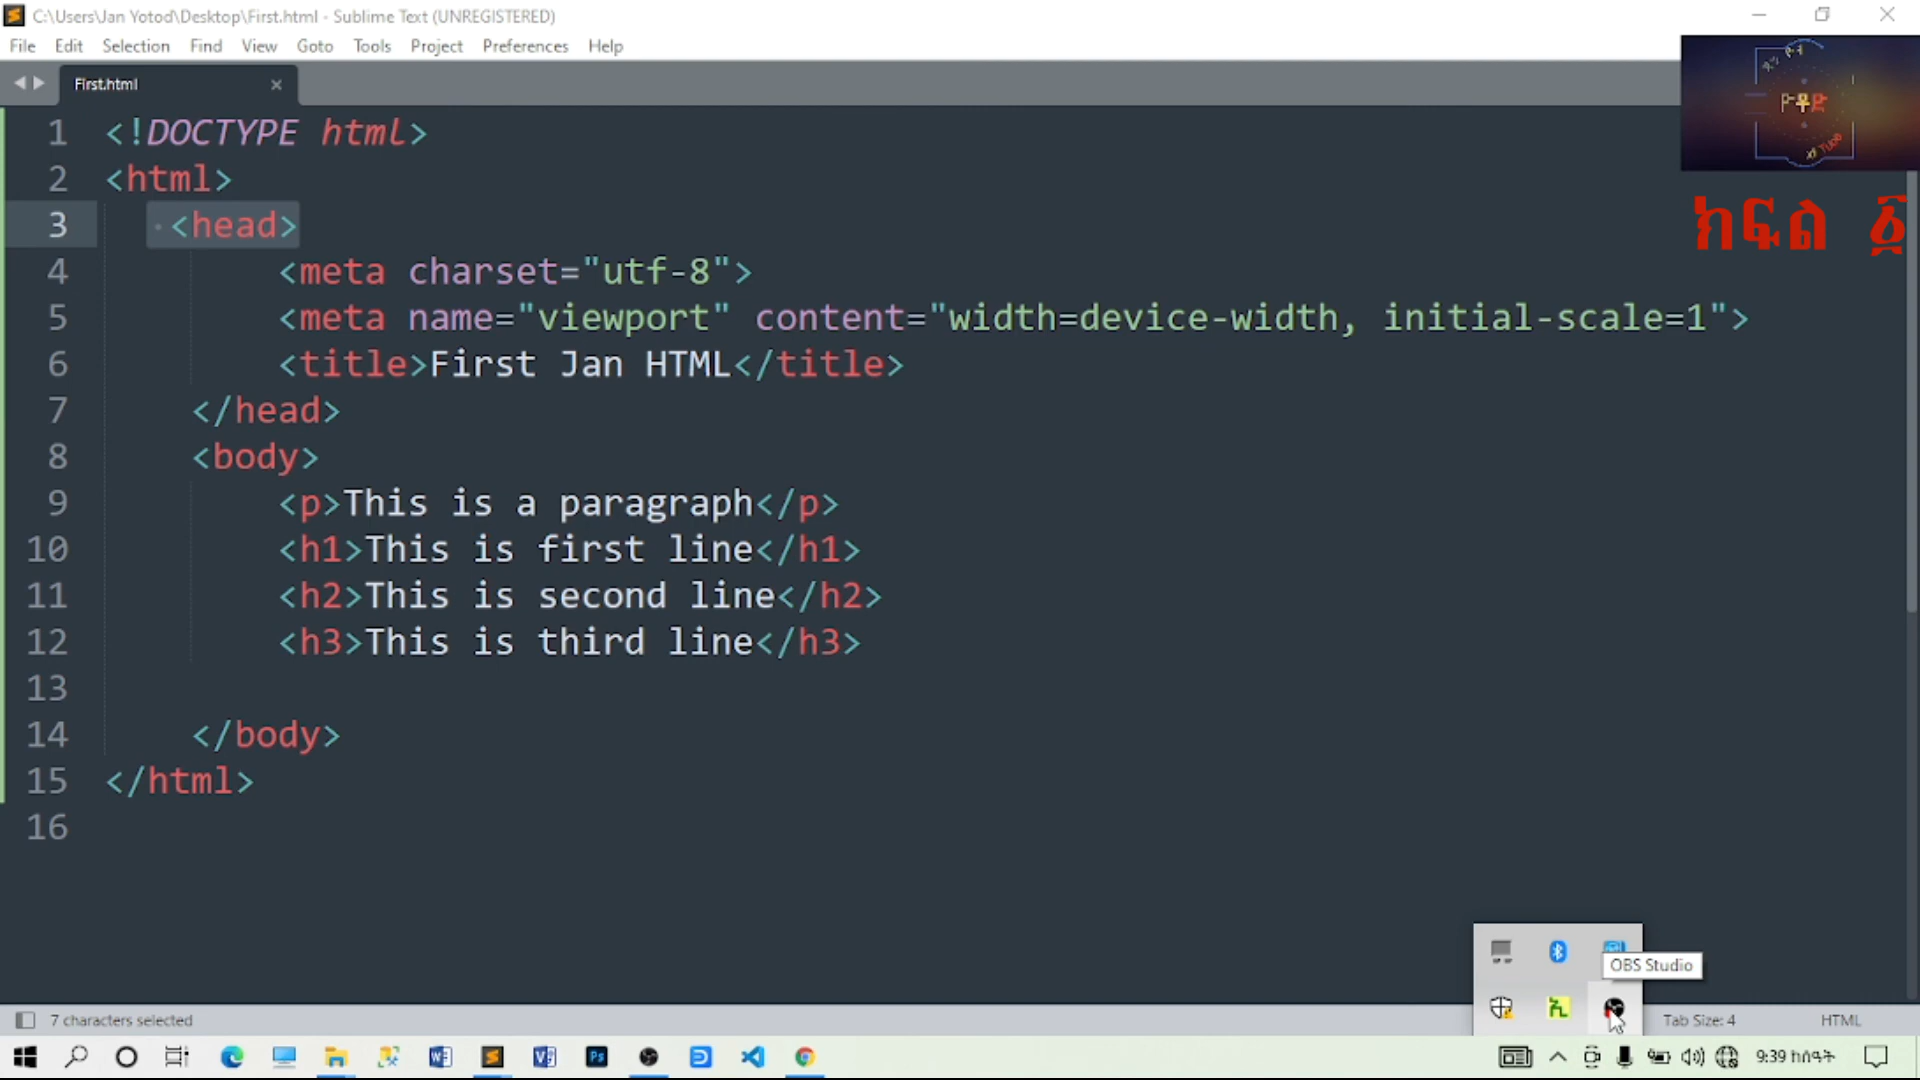 C:\Users\Jan Yotod\Desktop\First.html - Sublime Text (UNREGISTERED)
File Edit Selection Find View Goto Tools Project Preferences Help
First.html
ዮቶድ
Tube
ክፍል ፩
1 <!DOCTYPE html>
2 <html>
3 <head>
4 <meta charset="utf-8">
5 <meta name="viewport" content="width=device-width, initial-scale=1">
6 <title>First Jan HTML</title>
7 </head>
8 <body>
9 <p>This is a paragraph</p>
10 <h1>This is first line</h1>
11 <h2>This is second line</h2>
12 <h3>This is third line</h3>
13
14 </body>
15 </html>
16
OBS Studio
7 characters selected
Tab Size: 4
HTML
9:39 ከሰዓት